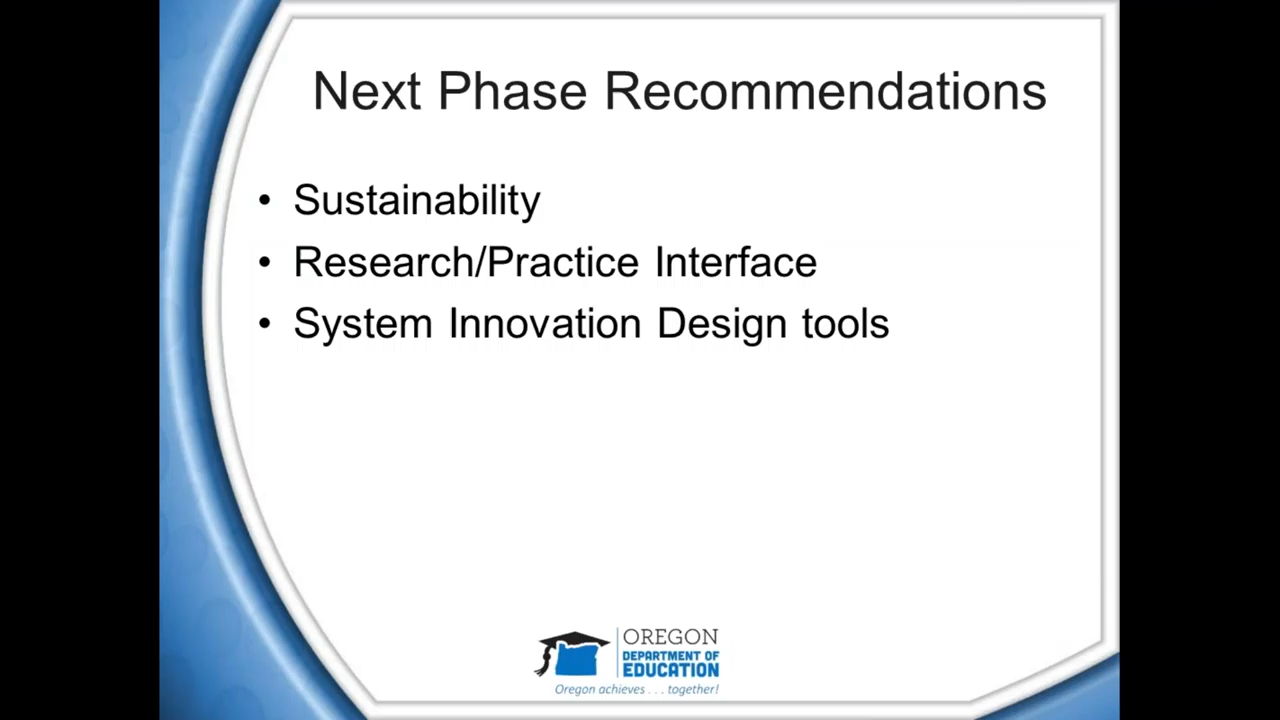 Next Phase Recommendations
• Sustainability
• Research/Practice Interface
• System Innovation Design tools
OREGON
DEPARTMENT OF
EDUCATION
Oregon achieves . . . together!